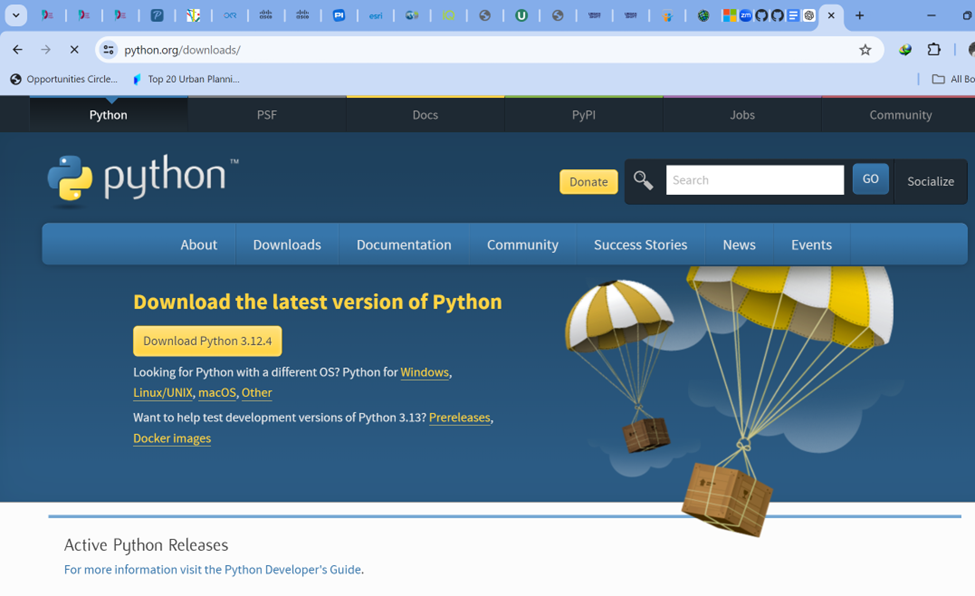 python.org/downloads/
Opportunities Circle... Top 20 Urban Planni... All Bo
Python PSF Docs PyPI Jobs Community
python™
Donate Search GO Socialize
About Downloads Documentation Community Success Stories News Events
Download the latest version of Python
Download Python 3.12.4
Looking for Python with a different OS? Python for Windows,
Linux/UNIX, macOS, Other
Want to help test development versions of Python 3.13? Prereleases,
Docker images
Active Python Releases
For more information visit the Python Developer's Guide.